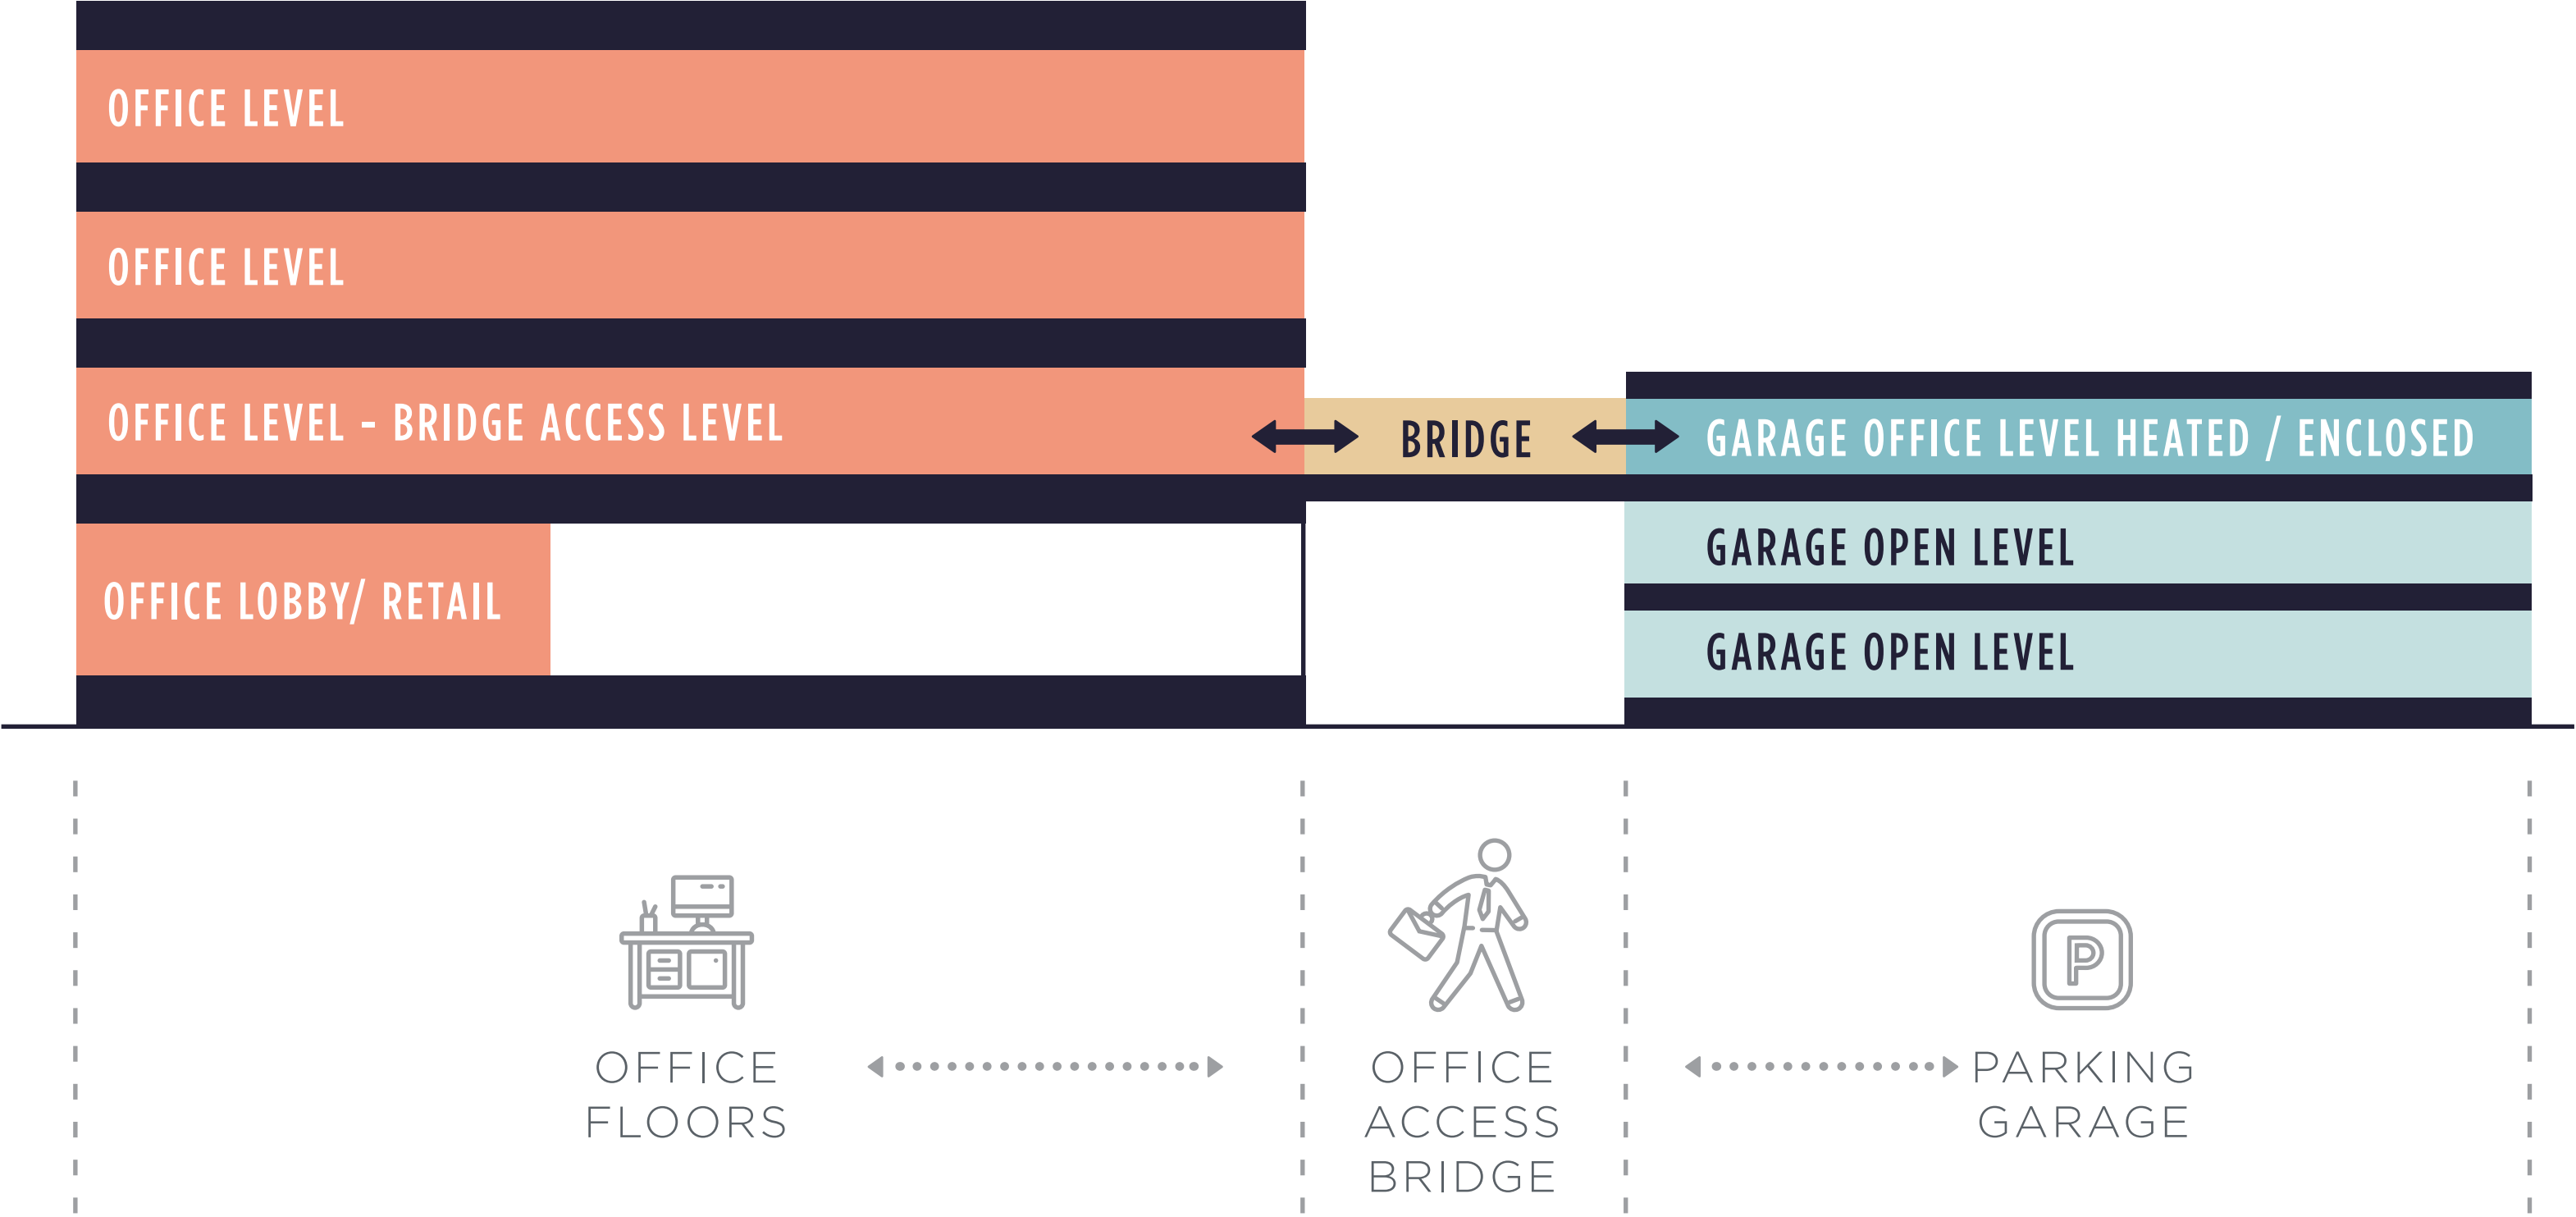 OFFICE LEVEL
OFFICE LEVEL
OFFICE LEVEL - BRIDGE ACCESS LEVEL
BRIDGE
GARAGE OFFICE LEVEL HEATED / ENCLOSED
GARAGE OPEN LEVEL
OFFICE LOBBY/ RETAIL
GARAGE OPEN LEVEL
P
OFFICE
FLOORS
OFFICE
ACCESS
BRIDGE
PARKING
GARAGE